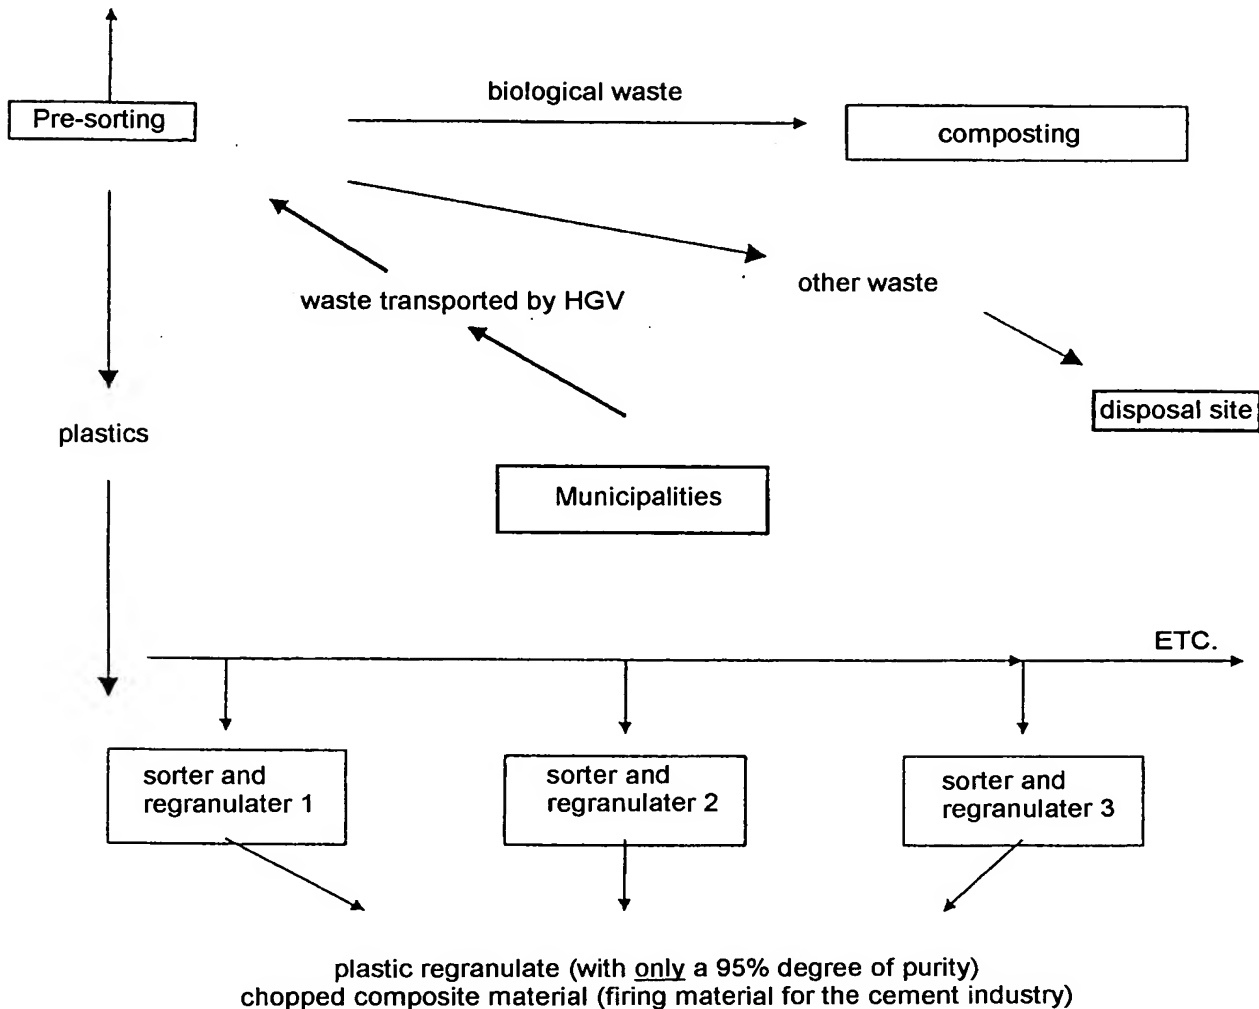 biological waste
Pre-sorting
composting
other waste
waste transported by HGV
disposal site
plastics
Municipalities
ETC.
sorter and
regranulater 1
sorter and
regranulater 2
sorter and
regranulater 3
plastic regranulate (with only a 95% degree of purity)
chopped composite material (firing material for the cement industry)